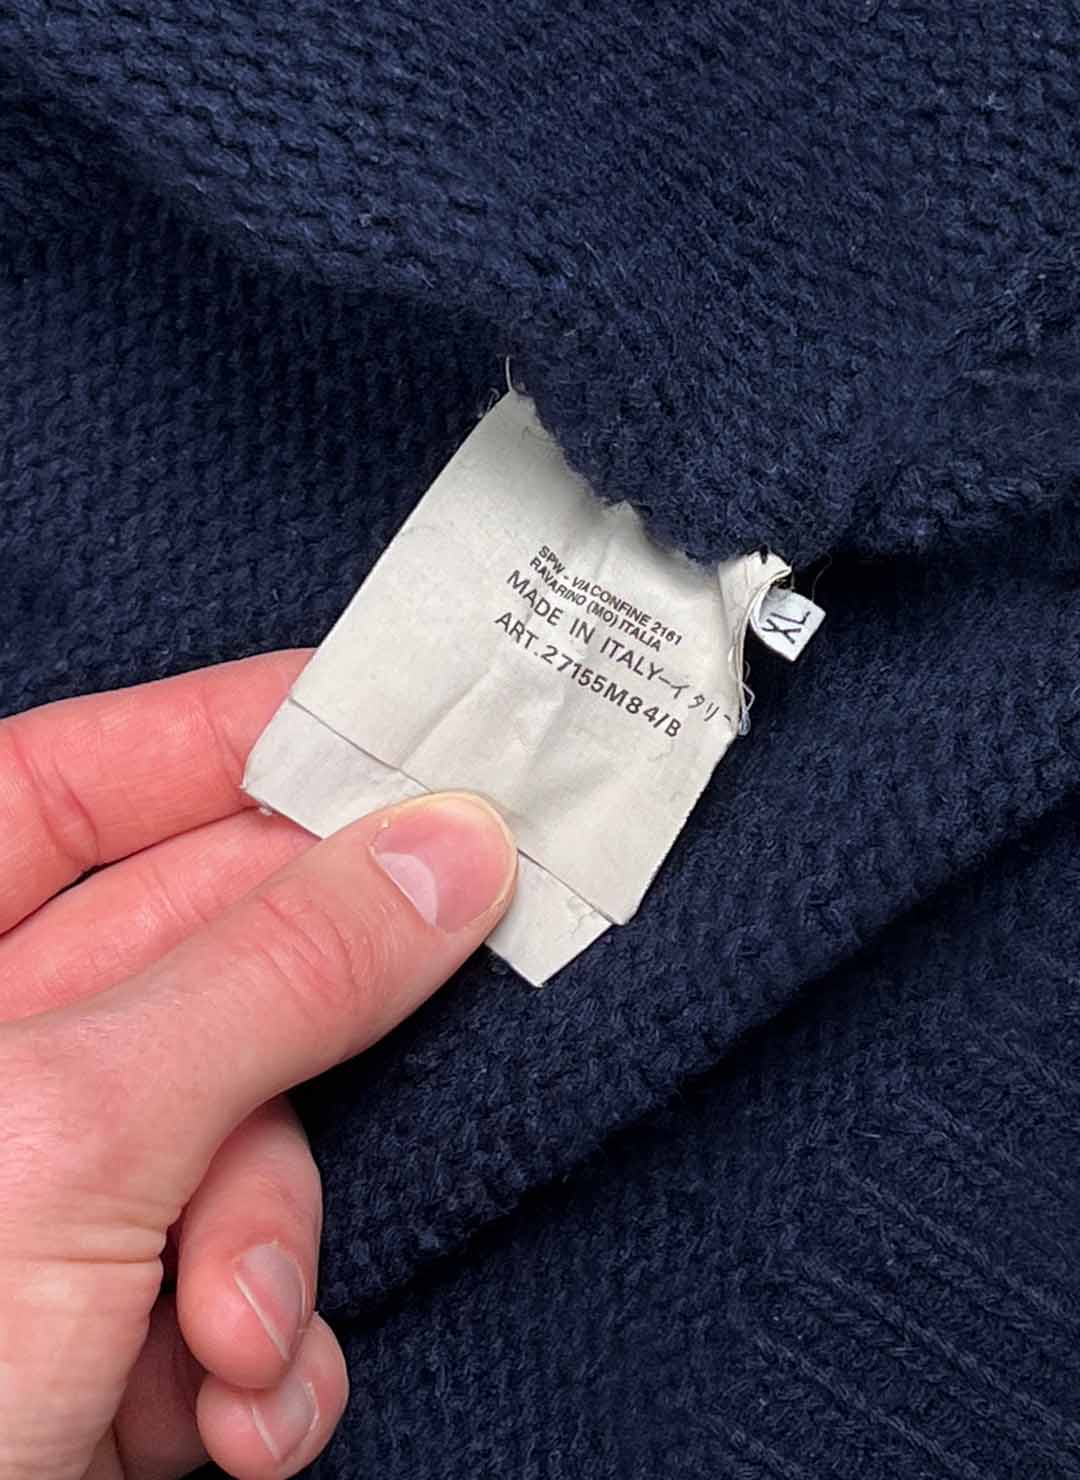 SPW - VIA CONFINE 2161
RAVARINO (MO) ITALIA
MADE IN ITALY-イタリー
ART.27155M84/B
XL